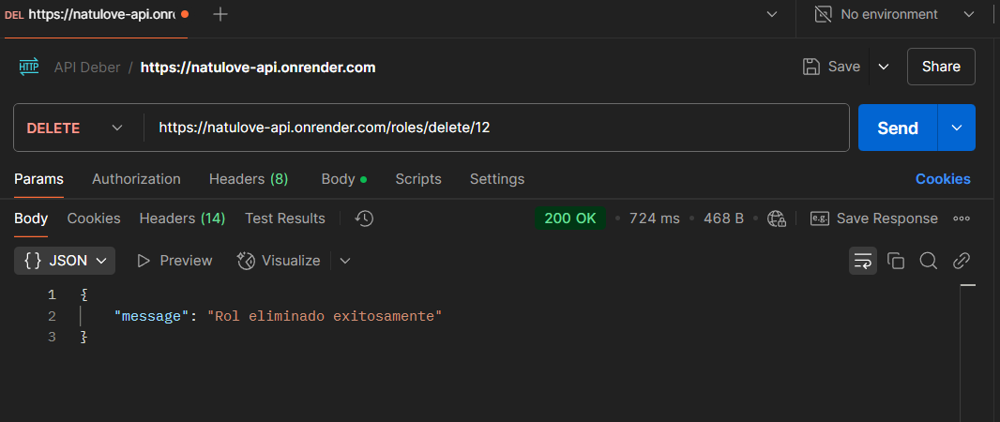 DEL https://natulove-api.onr
No environment
HTTP API Deber / https://natulove-api.onrender.com Save Share
DELETE https://natulove-api.onrender.com/roles/delete/12 Send
Params Authorization Headers (8) Body Scripts Settings Cookies
Body Cookies Headers (14) Test Results 200 OK 724 ms 468 B e.g. Save Response
{} JSON Preview Visualize
1 {
2 "message": "Rol eliminado exitosamente"
3 }